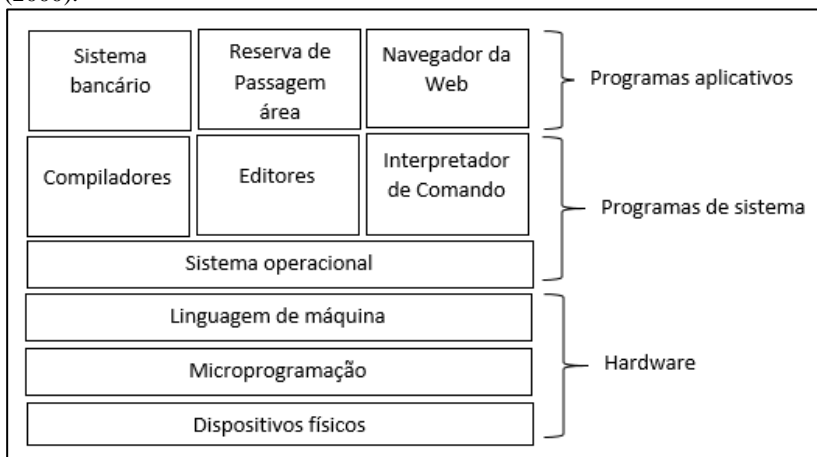 (2000).
Sistema
bancário
Reserva de
Passagem
área
Navegador da
Web
Programas aplicativos
Compiladores
Editores
Interpretador
de Comando
Programas de sistema
Sistema operacional
Linguagem de máquina
Microprogramação
Hardware
Dispositivos físicos